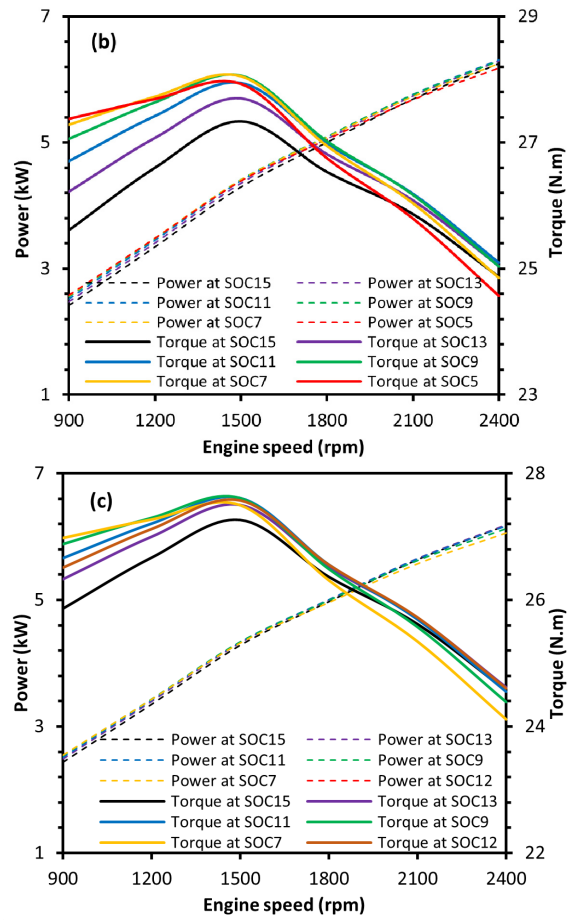 7
29
(b)
5
27
Power (kW)
Torque (N.m)
3
25
Power at SOC15
Power at SOC13
Power at SOC11
Power at SOC9
Power at SOC7
Power at SOC5
Torque at SOC15
Torque at SOC13
Torque at SOC11
Torque at SOC9
Torque at SOC7
Torque at SOC5
1
23
900 1200 1500 1800 2100 2400
Engine speed (rpm)
7
28
(c)
5
26
Power (kW)
Torque (N.m)
3
24
Power at SOC15
Power at SOC13
Power at SOC11
Power at SOC9
Power at SOC7
Power at SOC12
Torque at SOC15
Torque at SOC13
Torque at SOC11
Torque at SOC9
Torque at SOC7
Torque at SOC12
1
22
900 1200 1500 1800 2100 2400
Engine speed (rpm)